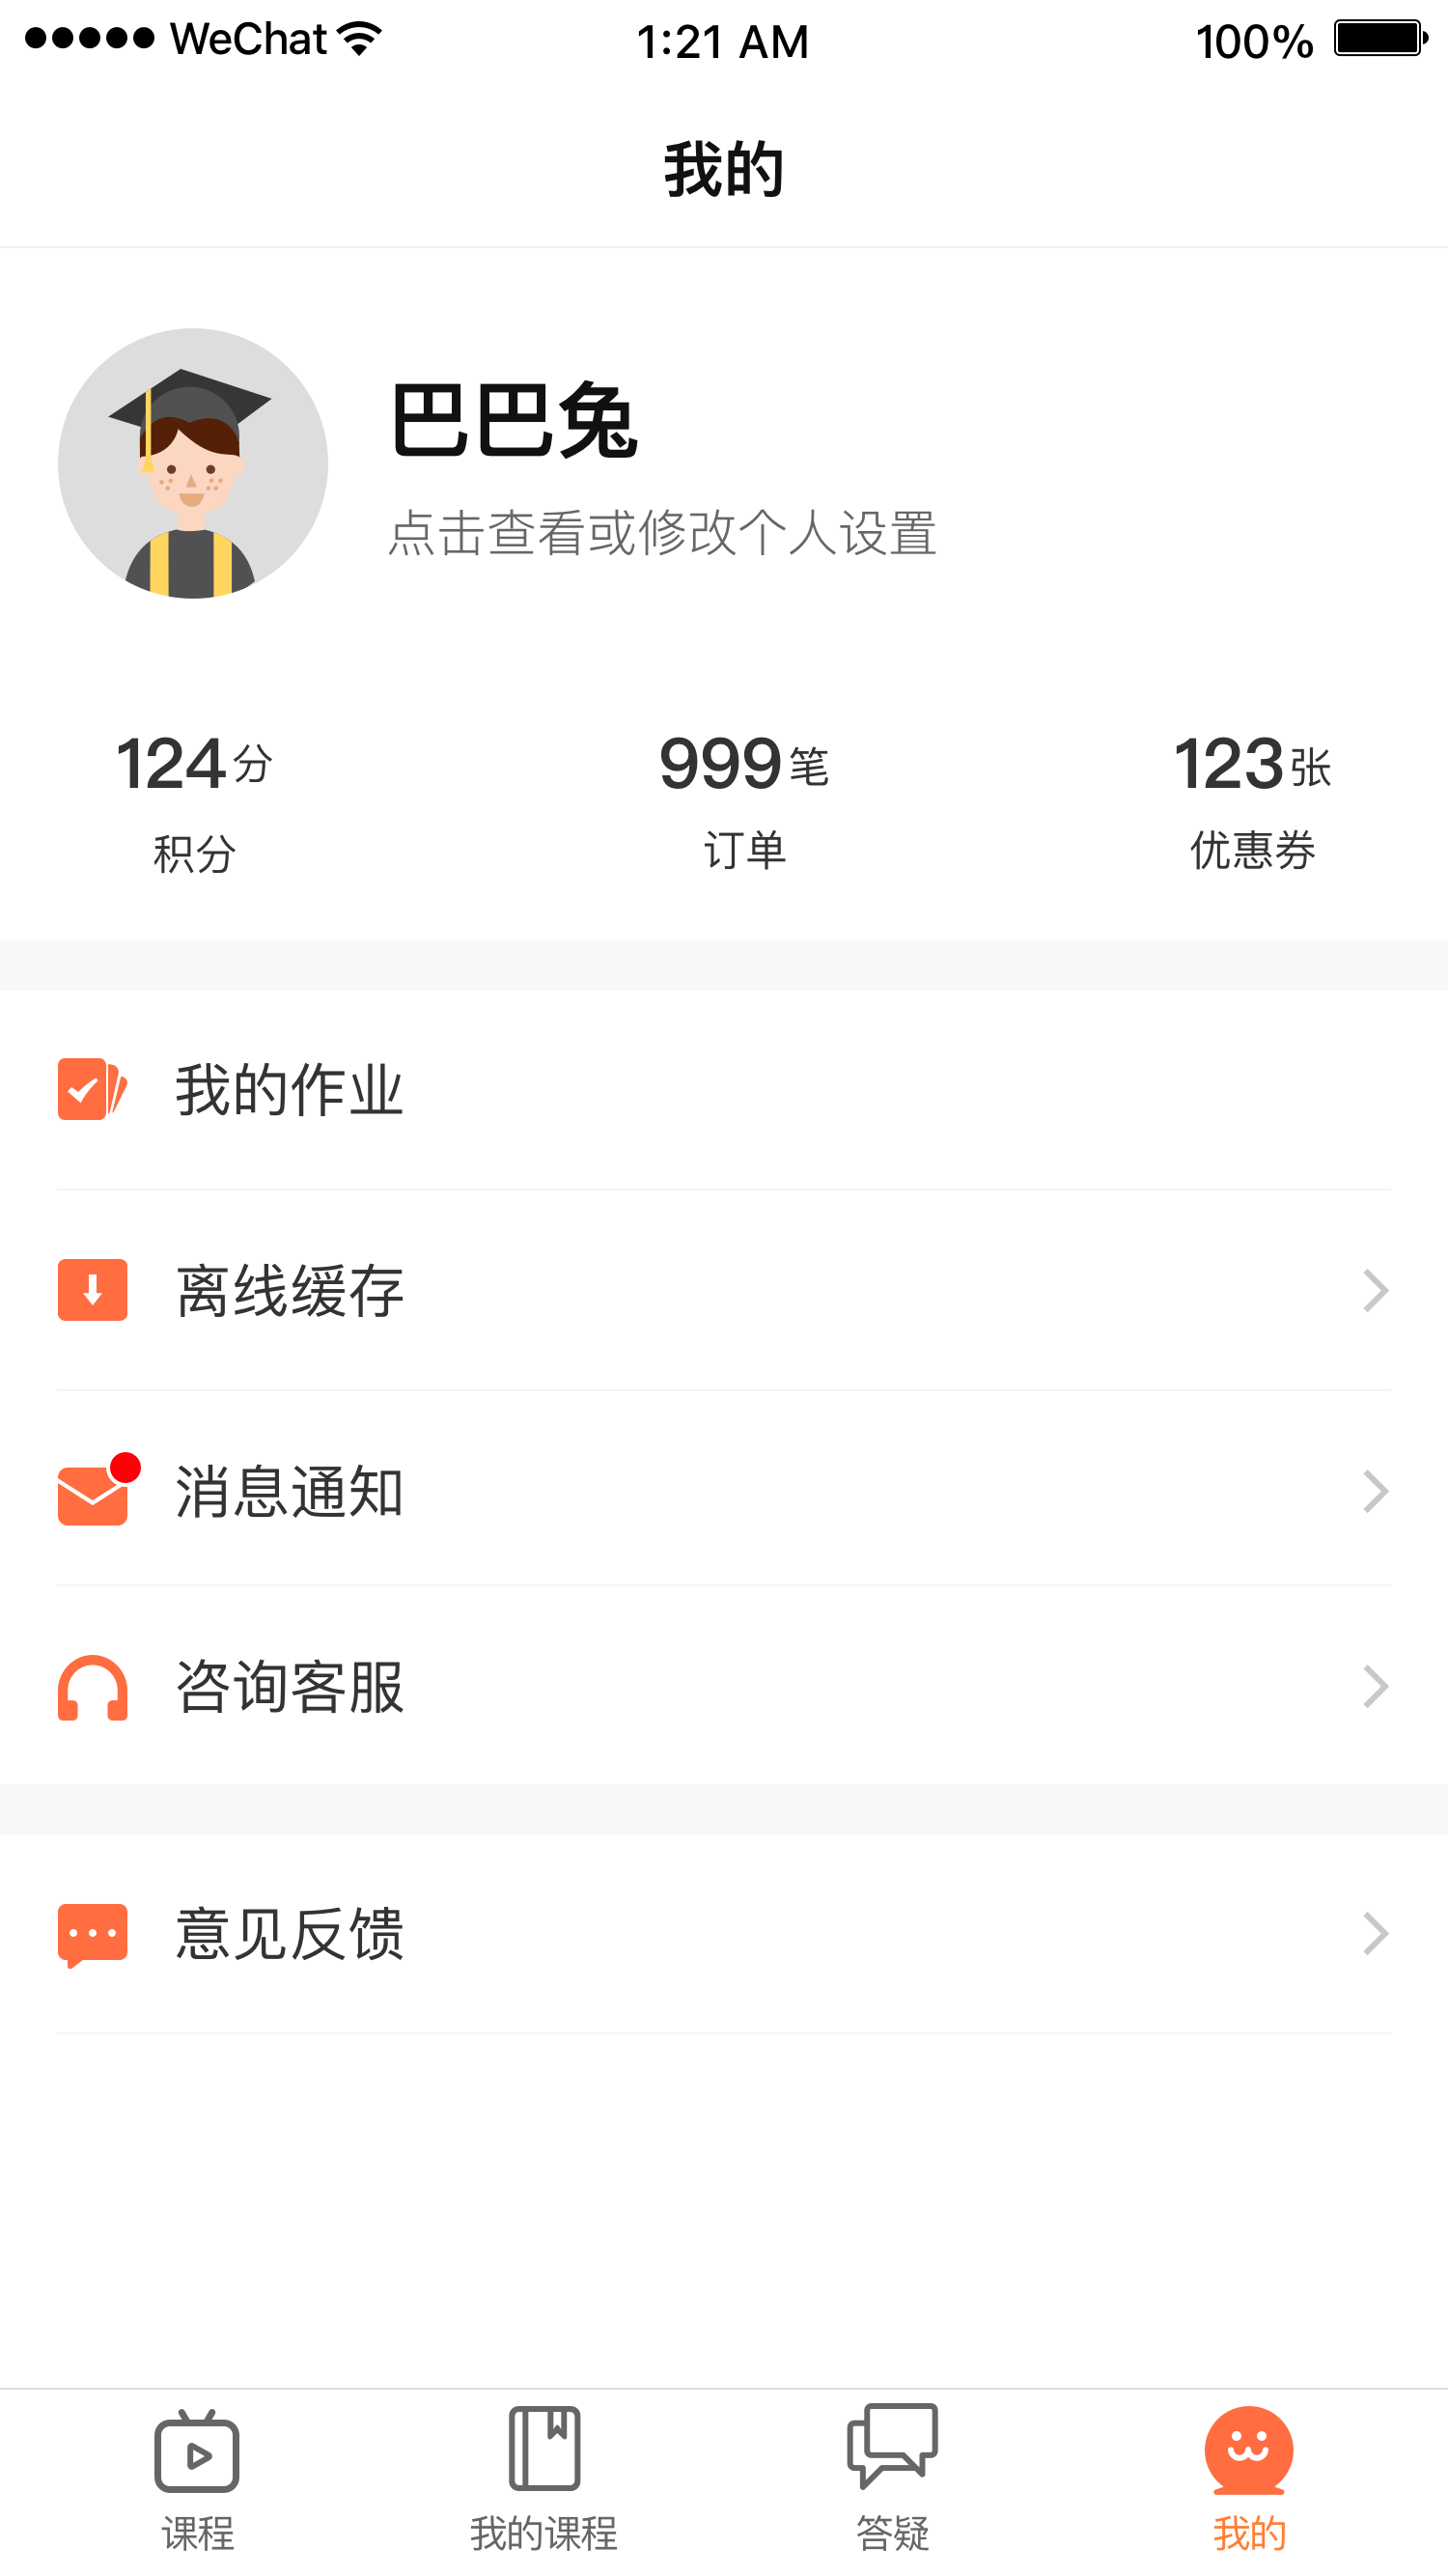 WeChat 1:21 AM 100%
我的
巴巴兔
点击查看或修改个人设置
124分 999笔 123张
积分 订单 优惠券
我的作业
离线缓存
消息通知
咨询客服
意见反馈
课程 我的课程 答疑 我的